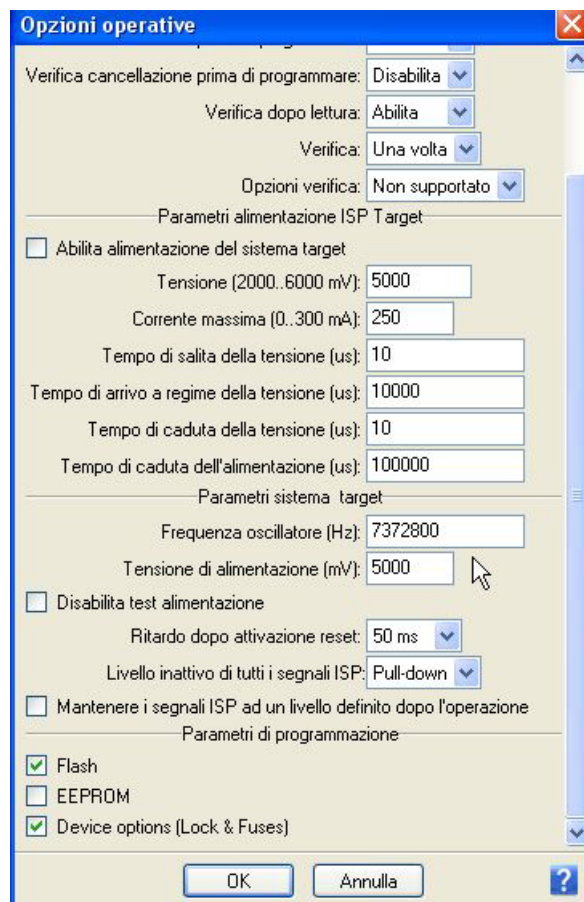 Opzioni operative
Verifica cancellazione prima di programmare: Disabilita
Verifica dopo lettura: Abilita
Verifica: Una volta
Opzioni verifica: Non supportato
Parametri alimentazione ISP Target
Abilita alimentazione del sistema target
Tensione (2000..6000 mV): 5000
Corrente massima (0..300 mA): 250
Tempo di salita della tensione (us): 10
Tempo di arrivo a regime della tensione (us): 10000
Tempo di caduta della tensione (us): 10
Tempo di caduta dell'alimentazione (us): 100000
Parametri sistema target
Frequenza oscillatore (Hz): 7372800
Tensione di alimentazione (mV): 5000
Disabilita test alimentazione
Ritardo dopo attivazione reset: 50 ms
Livello inattivo di tutti i segnali ISP: Pull-down
Mantenere i segnali ISP ad un livello definito dopo l'operazione
Parametri di programmazione
Flash
EEPROM
Device options (Lock & Fuses)
OK Annulla ?